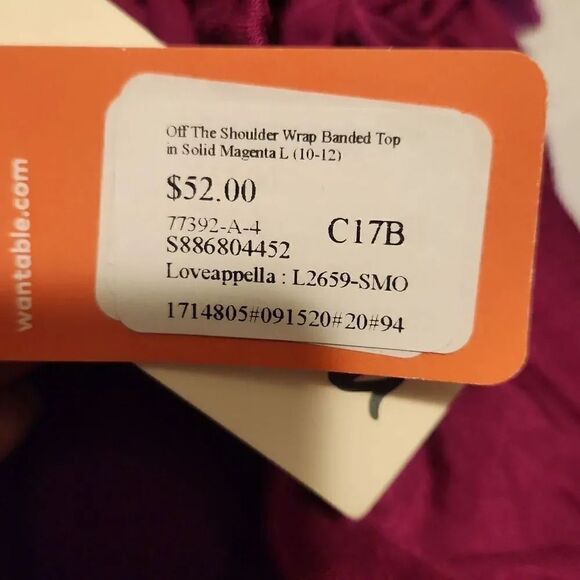 wantable.com
Off The Shoulder Wrap Banded Top
in Solid Magenta L (10-12)
$52.00
77392-A-4
C17B
S886804452
Loveappella : L2659-SMO
1714805#091520#20#94